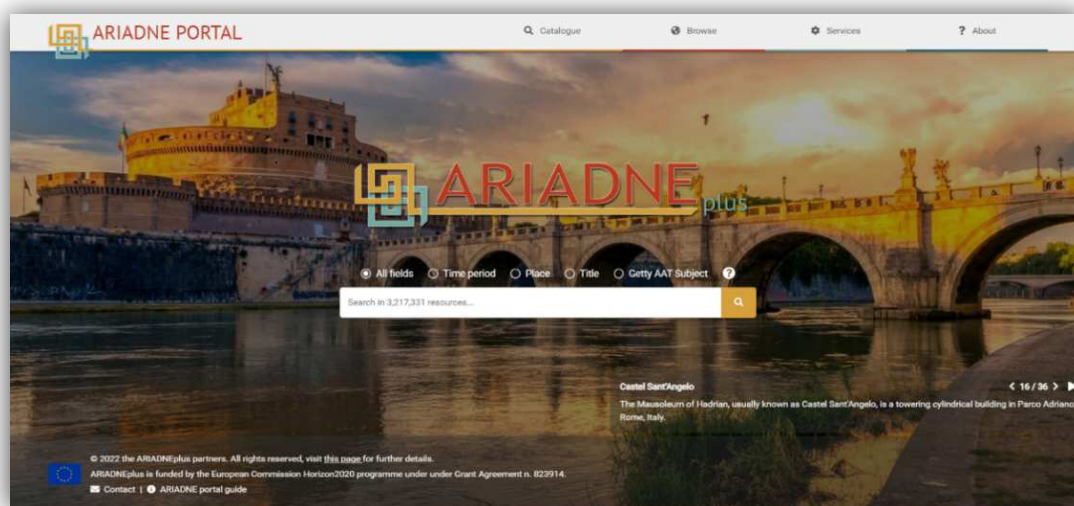 ARIADNE PORTAL
Catalogue
Browse
Services
? About
ARIADNE
plus
All fields
Time period
Place
Title
Getty AAT Subject
?
Search in 3,217,331 resources...
Castel Sant'Angelo
< 16 / 36 >
The Mausoleum of Hadrian, usually known as Castel Sant'Angelo, is a towering cylindrical building in Parco Adriano,
Rome, Italy.
© 2022 the ARIADNEplus partners. All rights reserved, visit this page for further details.
ARIADNEplus is funded by the European Commission Horizon2020 programme under under Grant Agreement n. 823914.
Contact | ARIADNE portal guide